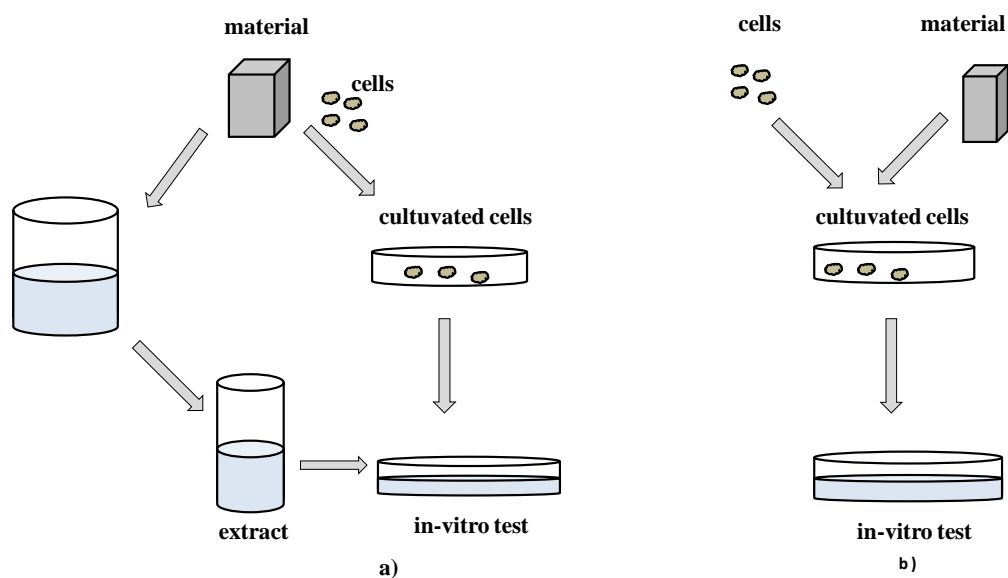 material
cells
cultuvated cells
extract
in-vitro test
a)
cells
material
cultuvated cells
in-vitro test
b)